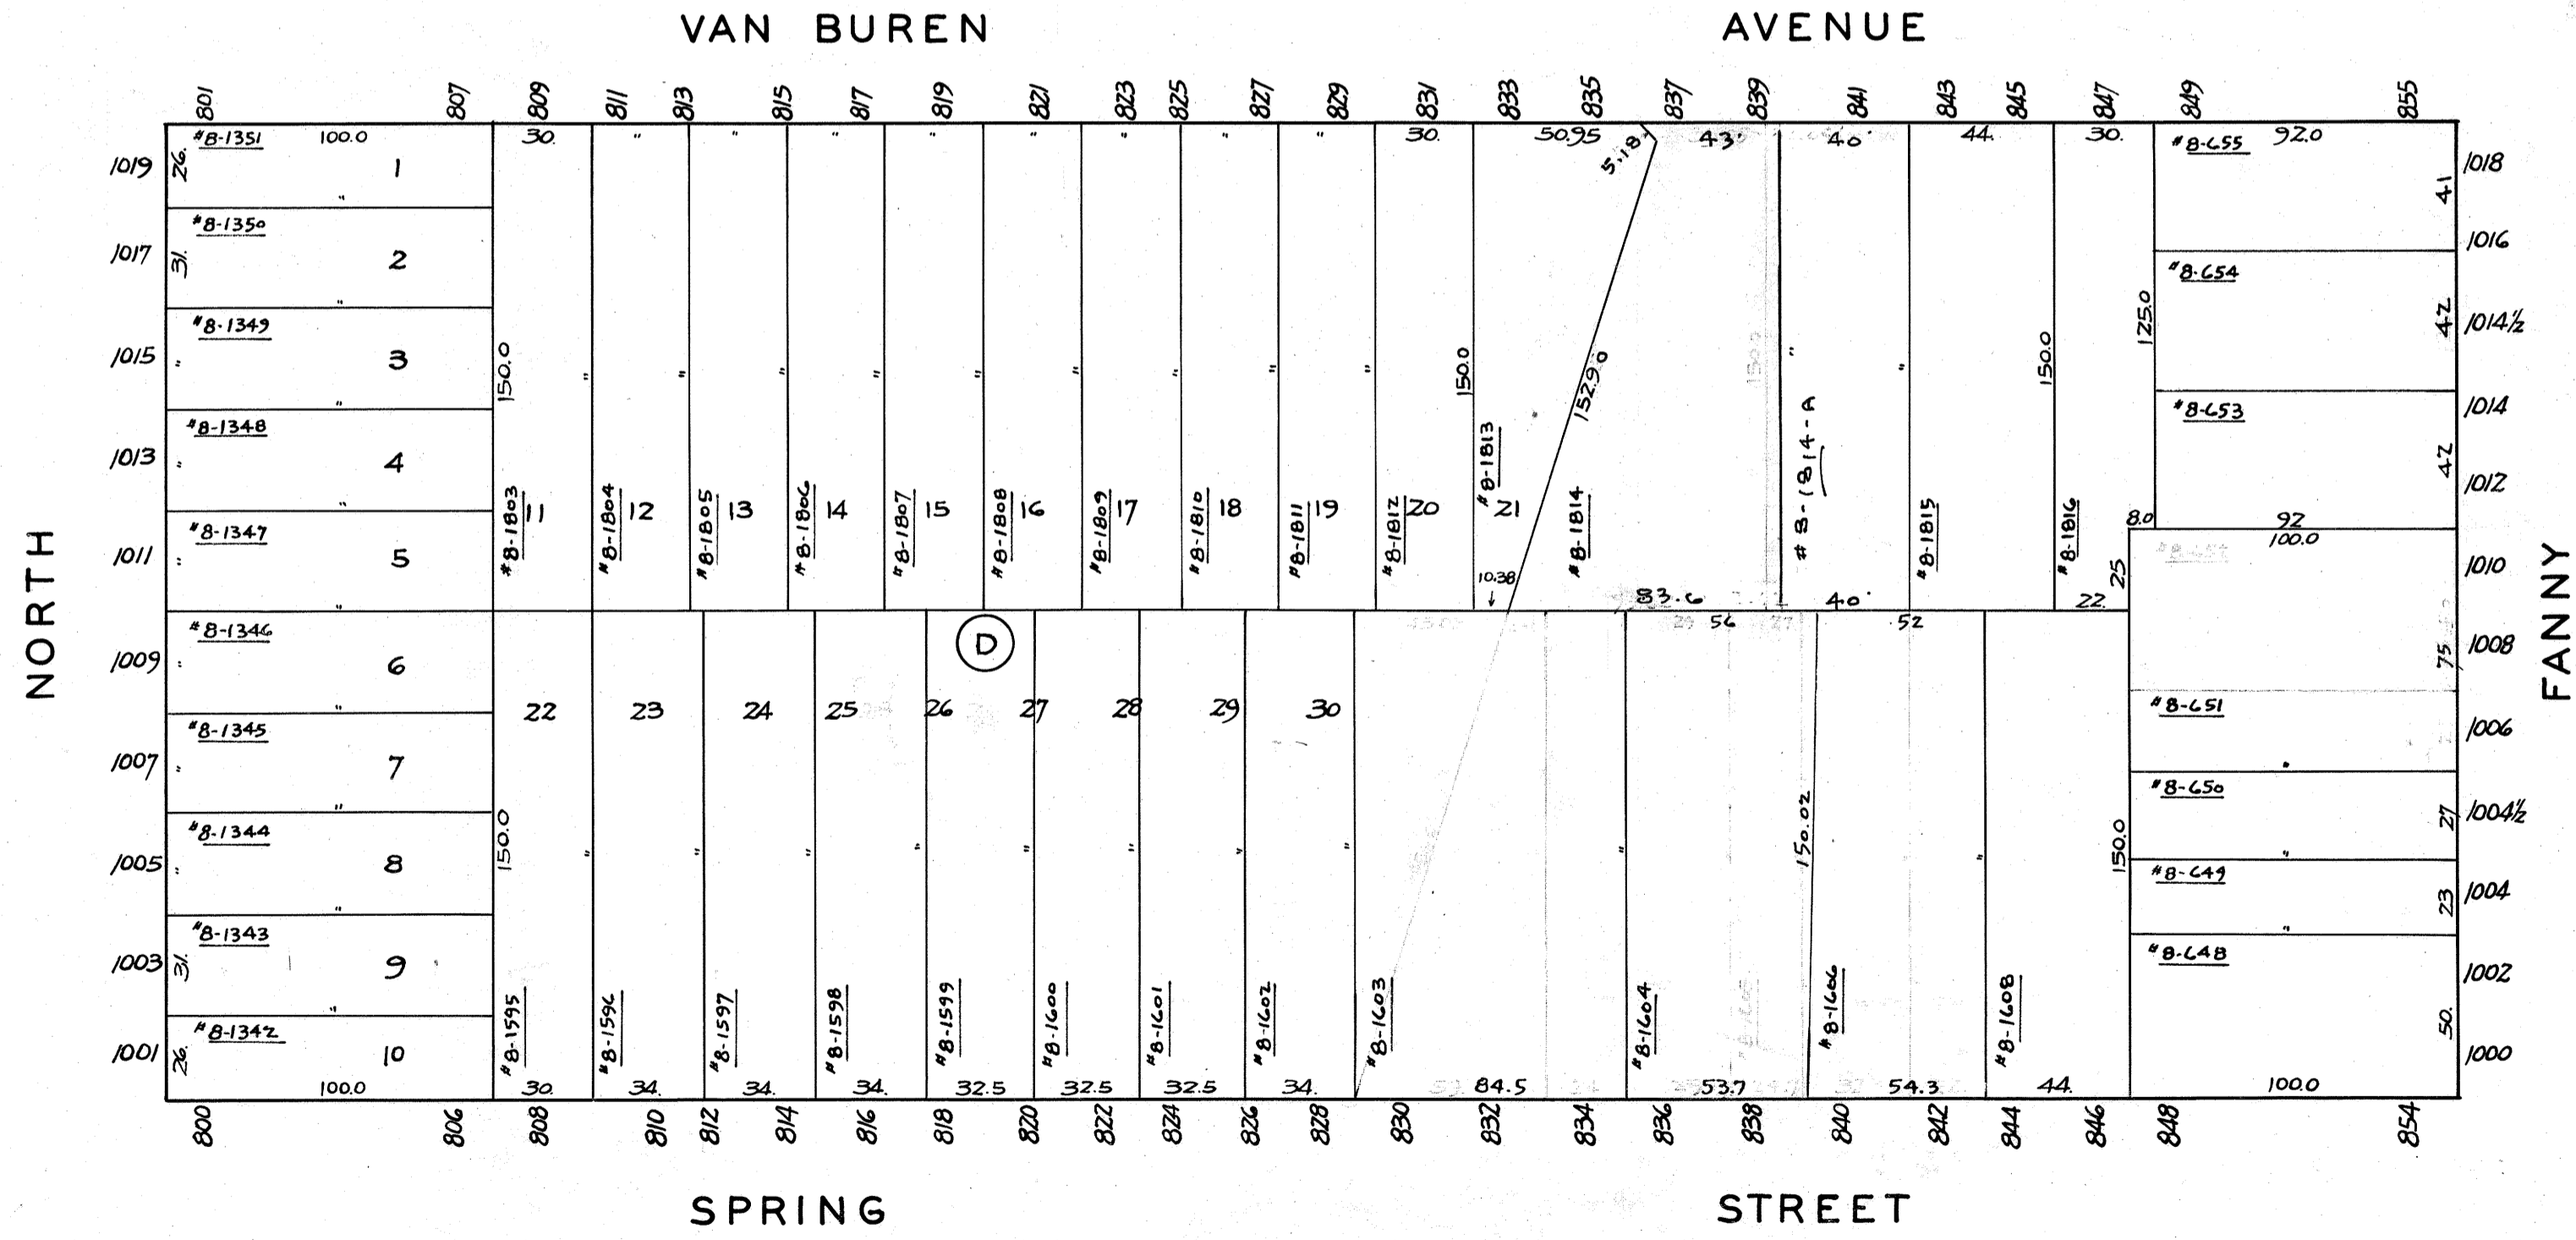 VAN BUREN AVENUE
801 807 809 811 813 815 817 819 821 823 825 827 829 831 833 835 837 839 841 843 845 847 849 855
#8-1351 100.0 30. " " " " " " " " 30. 50.95 5.18 43' 40' 44. 30. #8-655 92.0
1019 26. 1 " 41 1018
#8-1350
1017 31. 2 " 1016
#8-654
#8-1349 125.0 42 1014½
1015 " 3 " 150.0 " " " " " " " " " 150.0 152.90 " " 150.0
#8-1348 #8-653 1014
1013 " 4 " #8-1813 42 1012
#8-1803 11 #8-1804 12 #8-1805 13 #8-1806 14 #8-1807 15 #8-1808 16 #8-1809 17 #8-1810 18 #8-1811 19 #8-1812 20 21 #8-1814 #8-1814-A #8-1815 #8-1816 8.0 92
#8-1347 100.0
1011 " 5 " 10.38 83.6 40' 22. 25 1010
NORTH
FANNY
#8-1346 D 56 52
1009 " 6 " 75 1008
22 23 24 25 26 27 28 29 30 #8-651
#8-1345 1006
1007 " 7 " "
#8-650
#8-1344 27 1004½
1005 " 8 " 150.0 " " " " " " " " " 150.02 " 150.0 "
#8-649 23 1004
#8-1343 "
1003 31. 9 " #8-648 1002
#8-1595 #8-1596 #8-1597 #8-1598 #8-1599 #8-1600 #8-1601 #8-1602 #8-1603 #8-1604 #8-1606 #8-1608
#8-1342
1001 26. 10 50. 1000
100.0 30. 34. 34. 34. 32.5 32.5 32.5 34. 84.5 53.7 54.3 44. 100.0
800 806 808 810 812 814 816 818 820 822 824 826 828 830 832 834 836 838 840 842 844 846 848 854
SPRING STREET